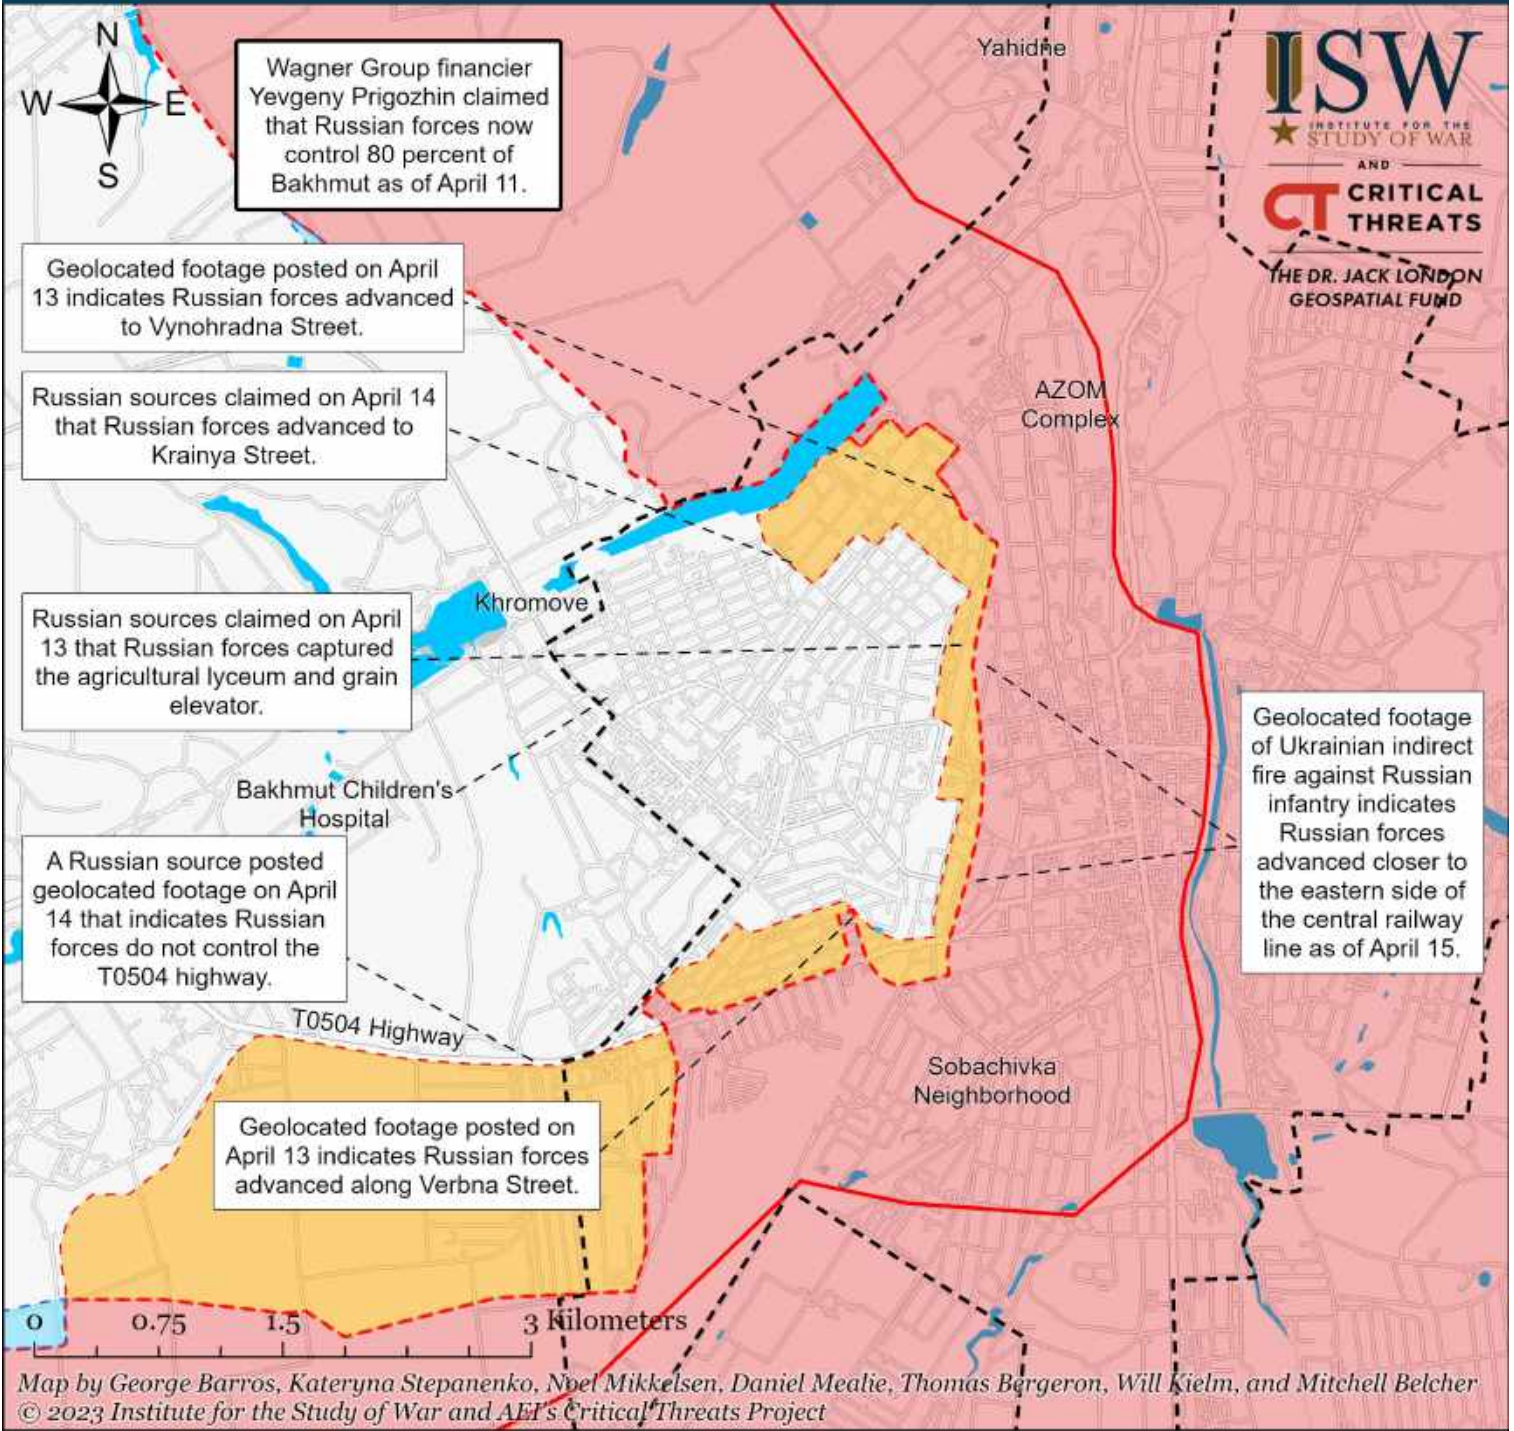 N
W
E
S
Wagner Group financier
Yevgeny Prigozhin claimed
that Russian forces now
control 80 percent of
Bakhmut as of April 11.
Yahidne
ISW
INSTITUTE FOR THE
STUDY OF WAR
AND
CT CRITICAL
THREATS
THE DR. JACK LONDON
GEOSPATIAL FUND
Geolocated footage posted on April
13 indicates Russian forces advanced
to Vynohradna Street.
Russian sources claimed on April 14
that Russian forces advanced to
Krainya Street.
AZOM
Complex
Khromove
Russian sources claimed on April
13 that Russian forces captured
the agricultural lyceum and grain
elevator.
Bakhmut Children's
Hospital
Geolocated footage
of Ukrainian indirect
fire against Russian
infantry indicates
Russian forces
advanced closer to
the eastern side of
the central railway
line as of April 15.
A Russian source posted
geolocated footage on April
14 that indicates Russian
forces do not control the
T0504 highway.
T0504 Highway
Sobachivka
Neighborhood
Geolocated footage posted on
April 13 indicates Russian forces
advanced along Verbna Street.
0 0.75 1.5 3 Kilometers
Map by George Barros, Kateryna Stepanenko, Noel Mikkelsen, Daniel Mealie, Thomas Bergeron, Will Kielm, and Mitchell Belcher
© 2023 Institute for the Study of War and AEI's Critical Threats Project